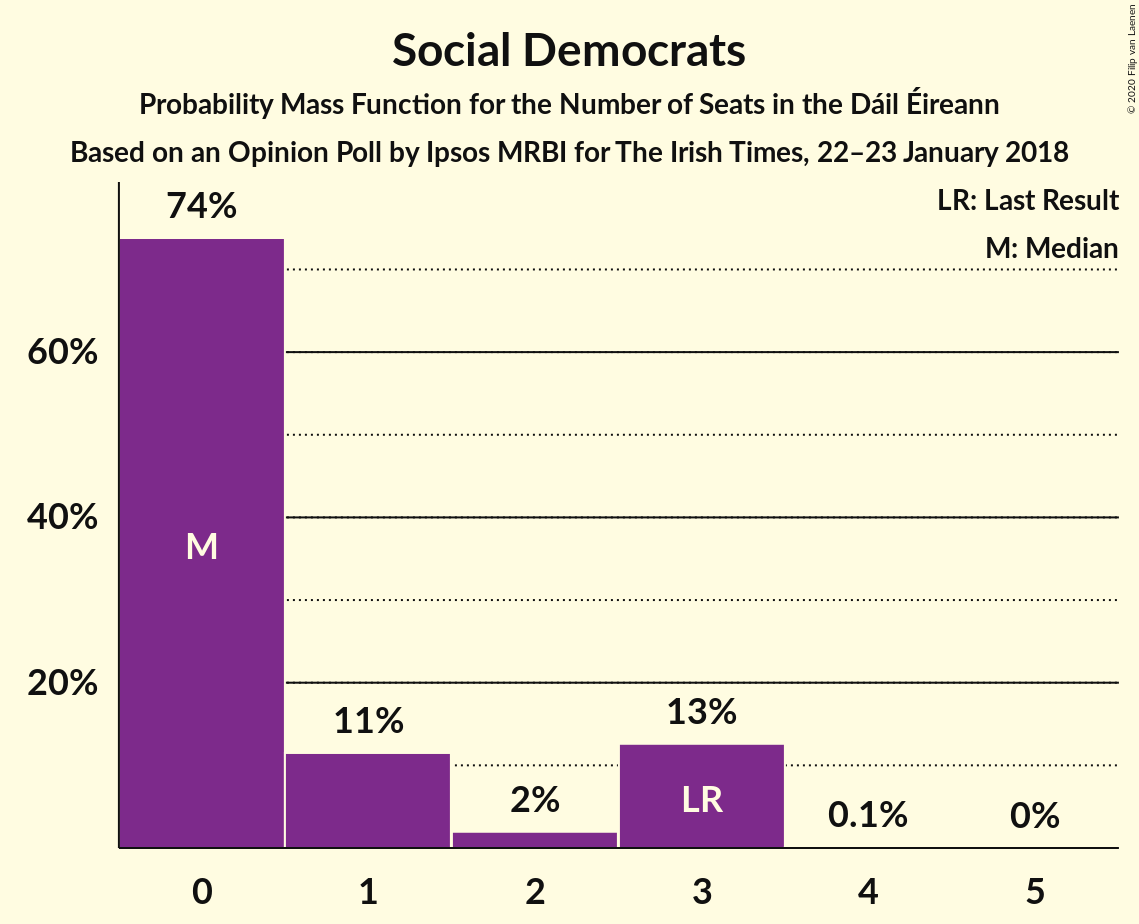 Social Democrats
Probability Mass Function for the Number of Seats in the Dáil Éireann
Based on an Opinion Poll by Ipsos MRBI for The Irish Times, 22–23 January 2018
© 2020 Filip van Laenen
LR: Last Result
M: Median
74%
60%
40%
20%
M
11%
2%
13%
LR
0.1%
0%
0 1 2 3 4 5